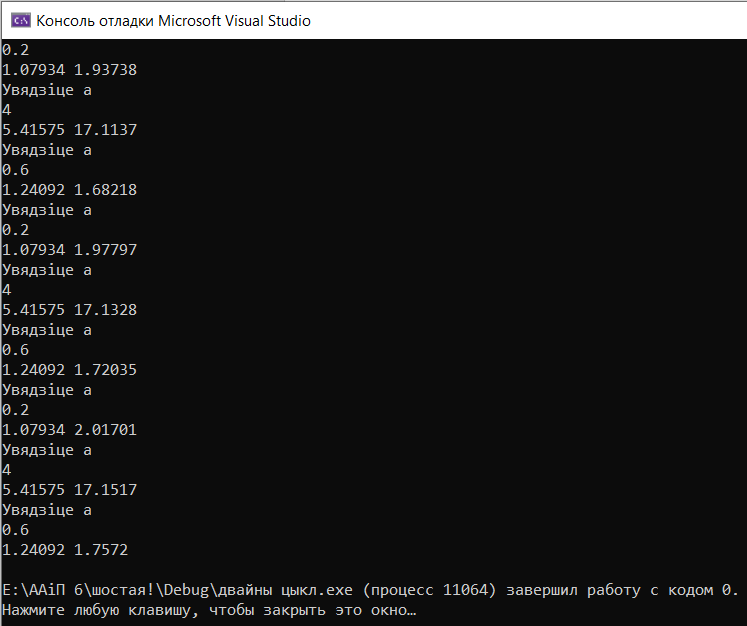 Консоль отладки Microsoft Visual Studio
0.2
1.07934 1.93738
Увядзіце a
4
5.41575 17.1137
Увядзіце a
0.6
1.24092 1.68218
Увядзіце a
0.2
1.07934 1.97797
Увядзіце a
4
5.41575 17.1328
Увядзіце a
0.6
1.24092 1.72035
Увядзіце a
0.2
1.07934 2.01701
Увядзіце a
4
5.41575 17.1517
Увядзіце a
0.6
1.24092 1.7572
E:\ААіП 6\шостая!\Debug\двайны цыкл.exe (процесс 11064) завершил работу с кодом 0.
Нажмите любую клавишу, чтобы закрыть это окно…